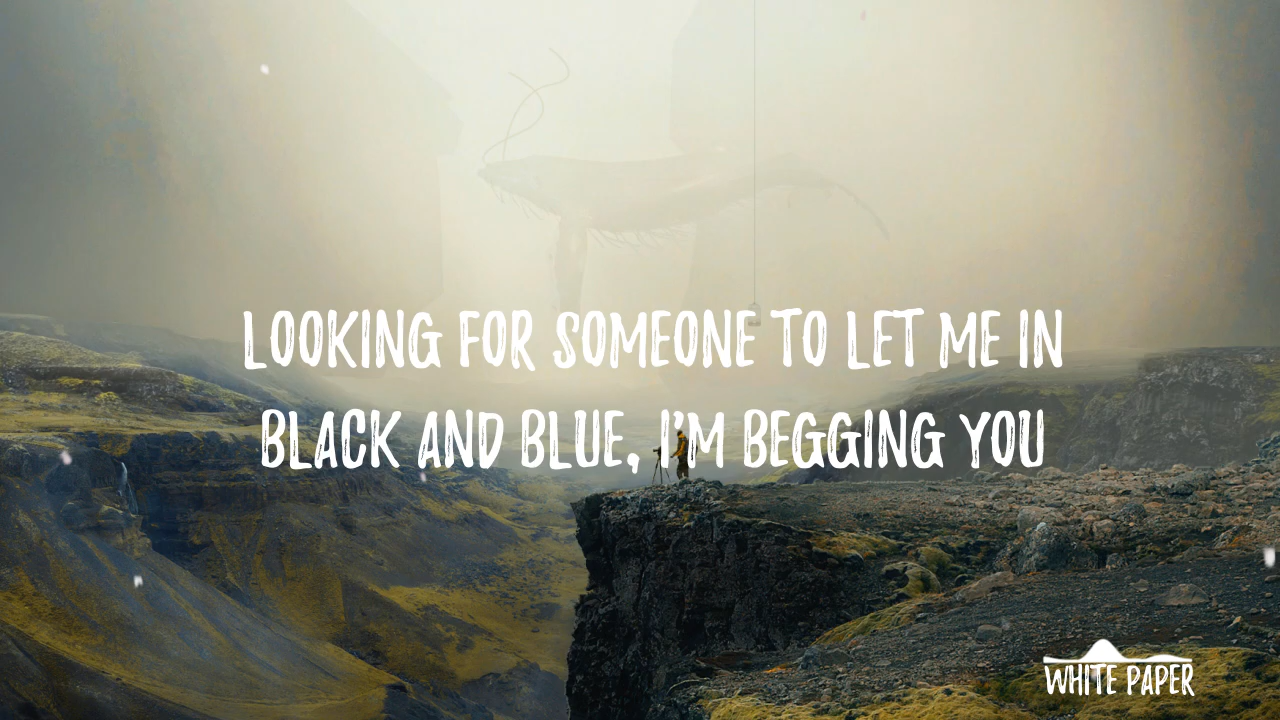 LOOKING FOR SOMEONE TO LET ME IN
BLACK AND BLUE, I'M BEGGING YOU
WHITE PAPER